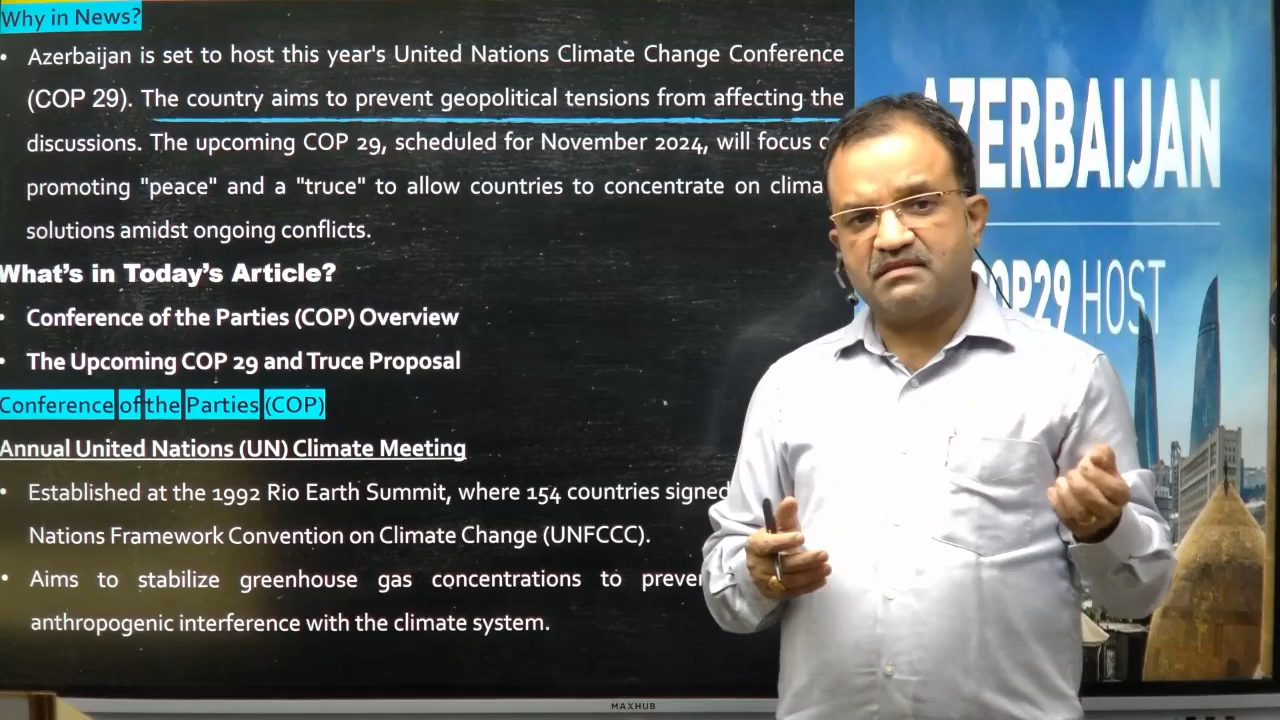 Why in News?
• Azerbaijan is set to host this year's United Nations Climate Change Conference
(COP 29). The country aims to prevent geopolitical tensions from affecting the
discussions. The upcoming COP 29, scheduled for November 2024, will focus
promoting "peace" and a "truce" to allow countries to concentrate on
solutions amidst ongoing conflicts.
What's in Today's Article?
• Conference of the Parties (COP) Overview
• The Upcoming COP 29 and Truce Proposal
Conference of the Parties (COP)
Annual United Nations (UN) Climate Meeting
• Established at the 1992 Rio Earth Summit, where 154 countries signed
Nations Framework Convention on Climate Change (UNFCCC).
• Aims to stabilize greenhouse gas concentrations to
anthropogenic interference with the climate system.
AZERBAIJAN
COP29 HOST
MAXHUB